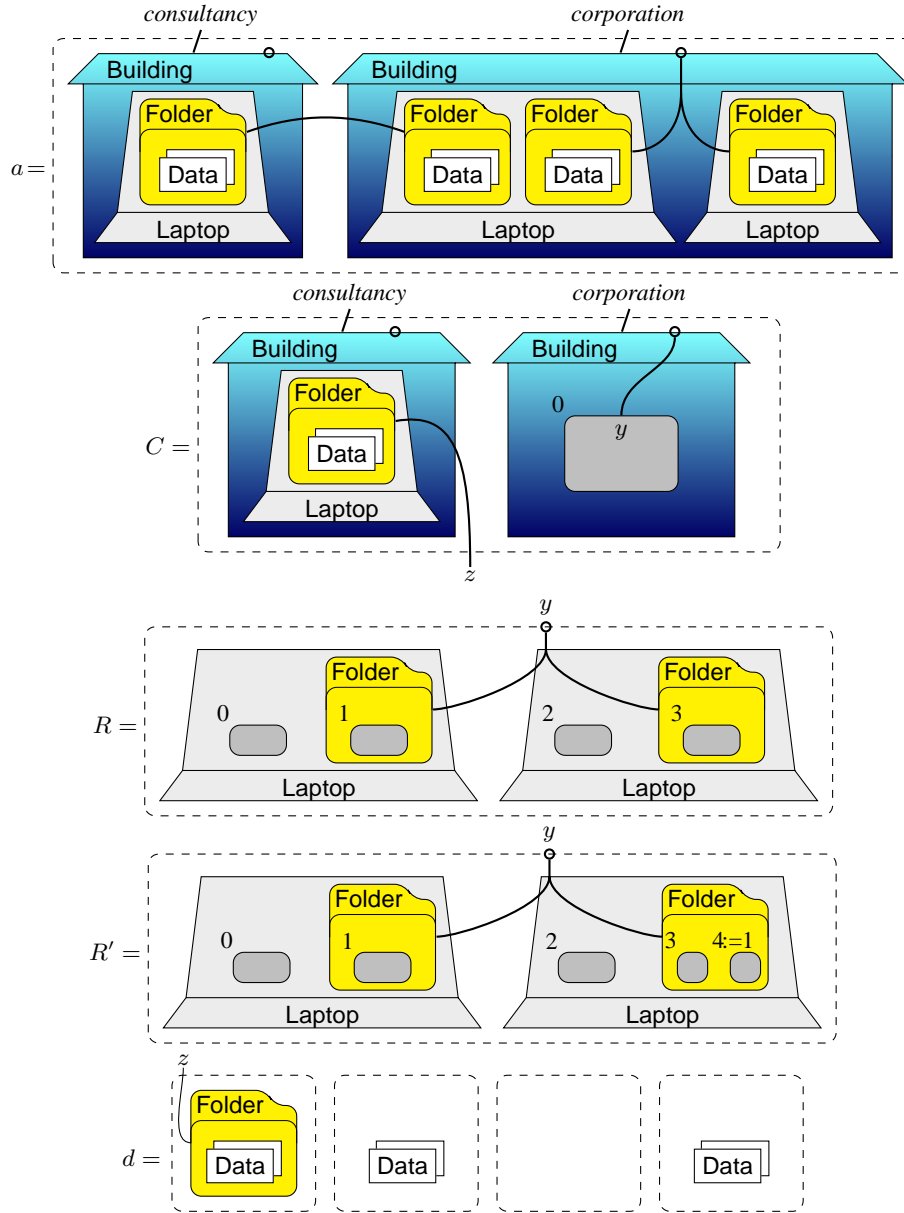 consultancy corporation
Building Building
Folder Folder Folder Folder
a = Data Data Data Data
Laptop Laptop Laptop
consultancy corporation
Building Building
Folder 0
y
C = Data
Laptop
z
y
Folder Folder
0 1 2 3
R =
Laptop Laptop
y
Folder Folder
0 1 2 3 4:=1
R′ =
Laptop Laptop
z
Folder
d = Data Data Data